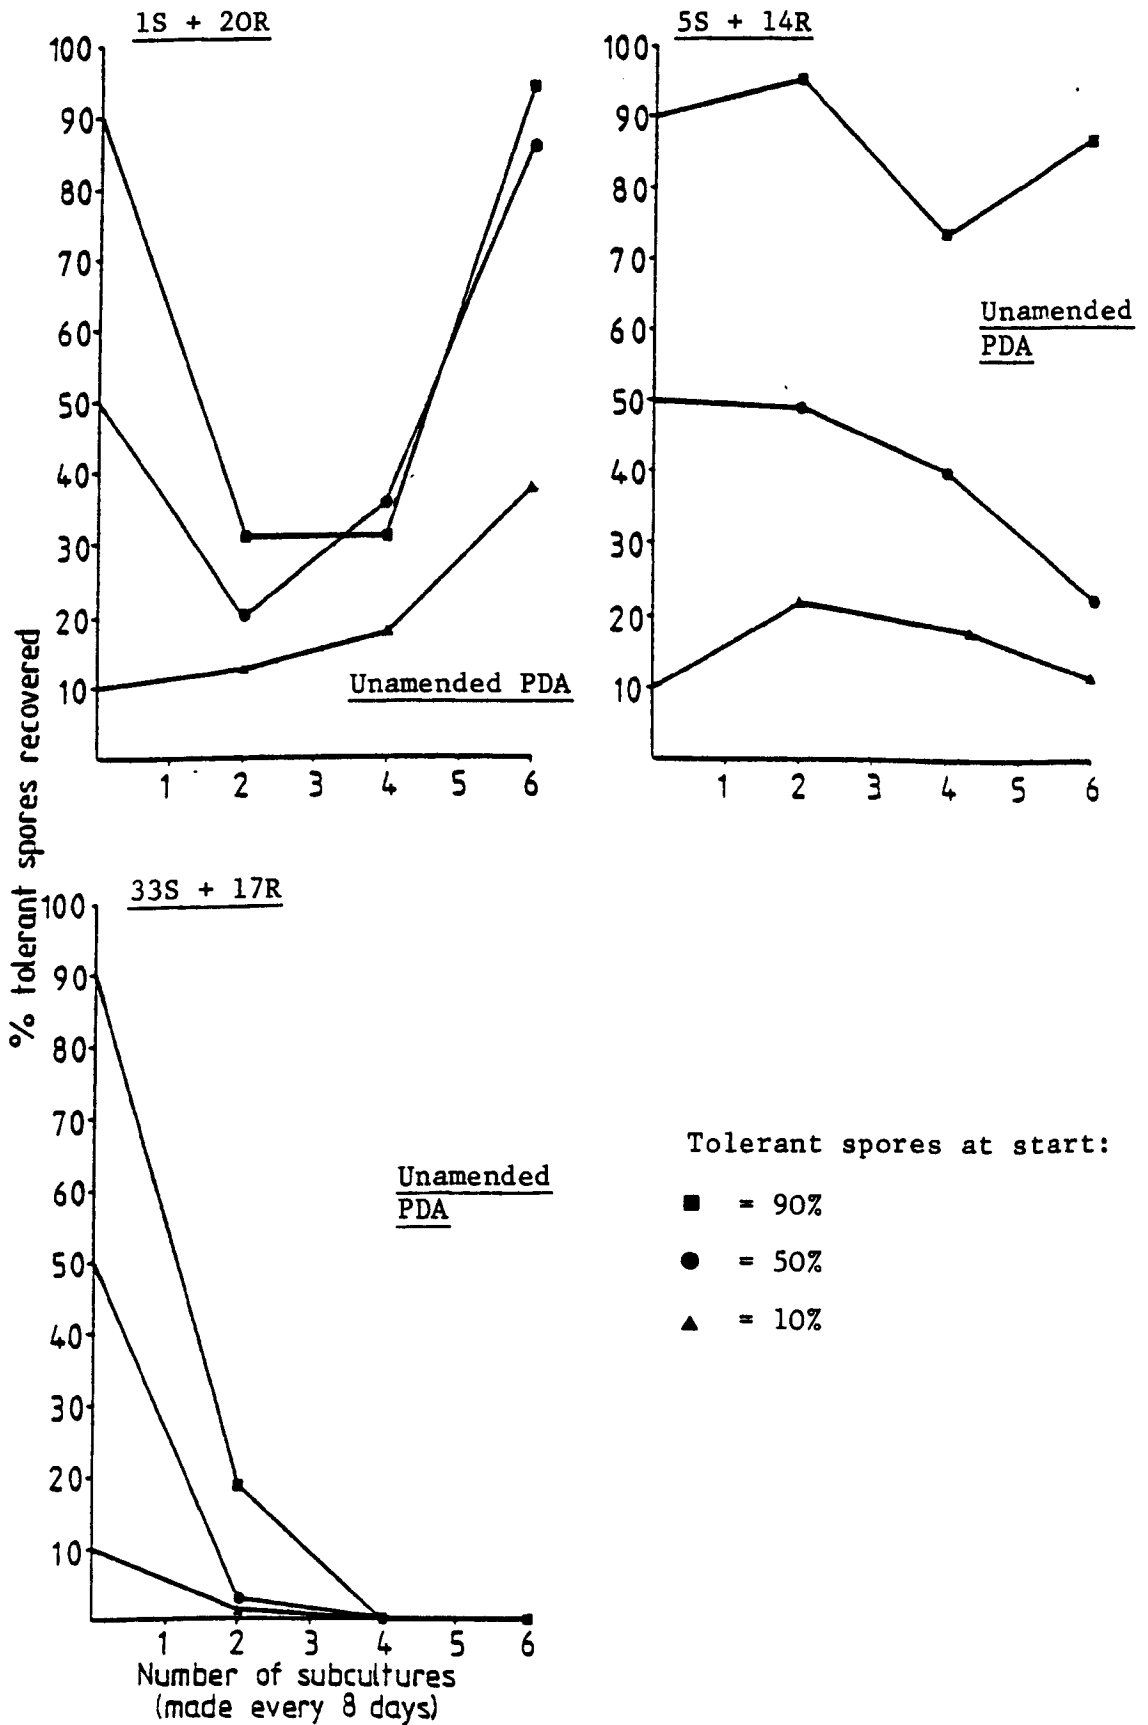 1S + 20R
100
90
80
70
60
50
40
30
20
10
1 2 3 4 5 6
Unamended PDA
5S + 14R
100
90
80
70
60
50
40
30
20
10
1 2 3 4 5 6
Unamended
PDA
% tolerant spores recovered
33S + 17R
100
90
80
70
60
50
40
30
20
10
1 2 3 4 5 6
Unamended
PDA
Number of subcultures
(made every 8 days)
Tolerant spores at start:
■ = 90%
● = 50%
▲ = 10%